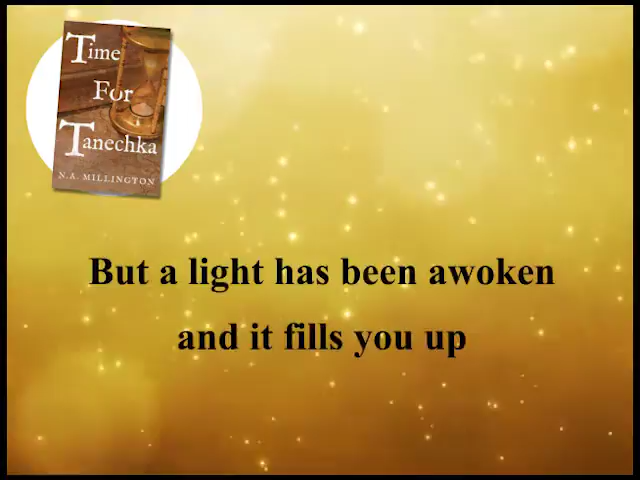 Time
For
Tanechka
N.A. MILLINGTON
But a light has been awoken
and it fills you up